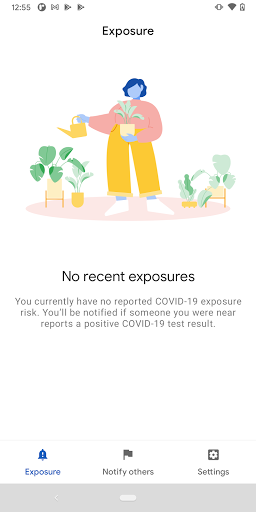 12:55
Exposure
No recent exposures
You currently have no reported COVID-19 exposure
risk. You'll be notified if someone you were near
reports a positive COVID-19 test result.
Exposure
Notify others
Settings